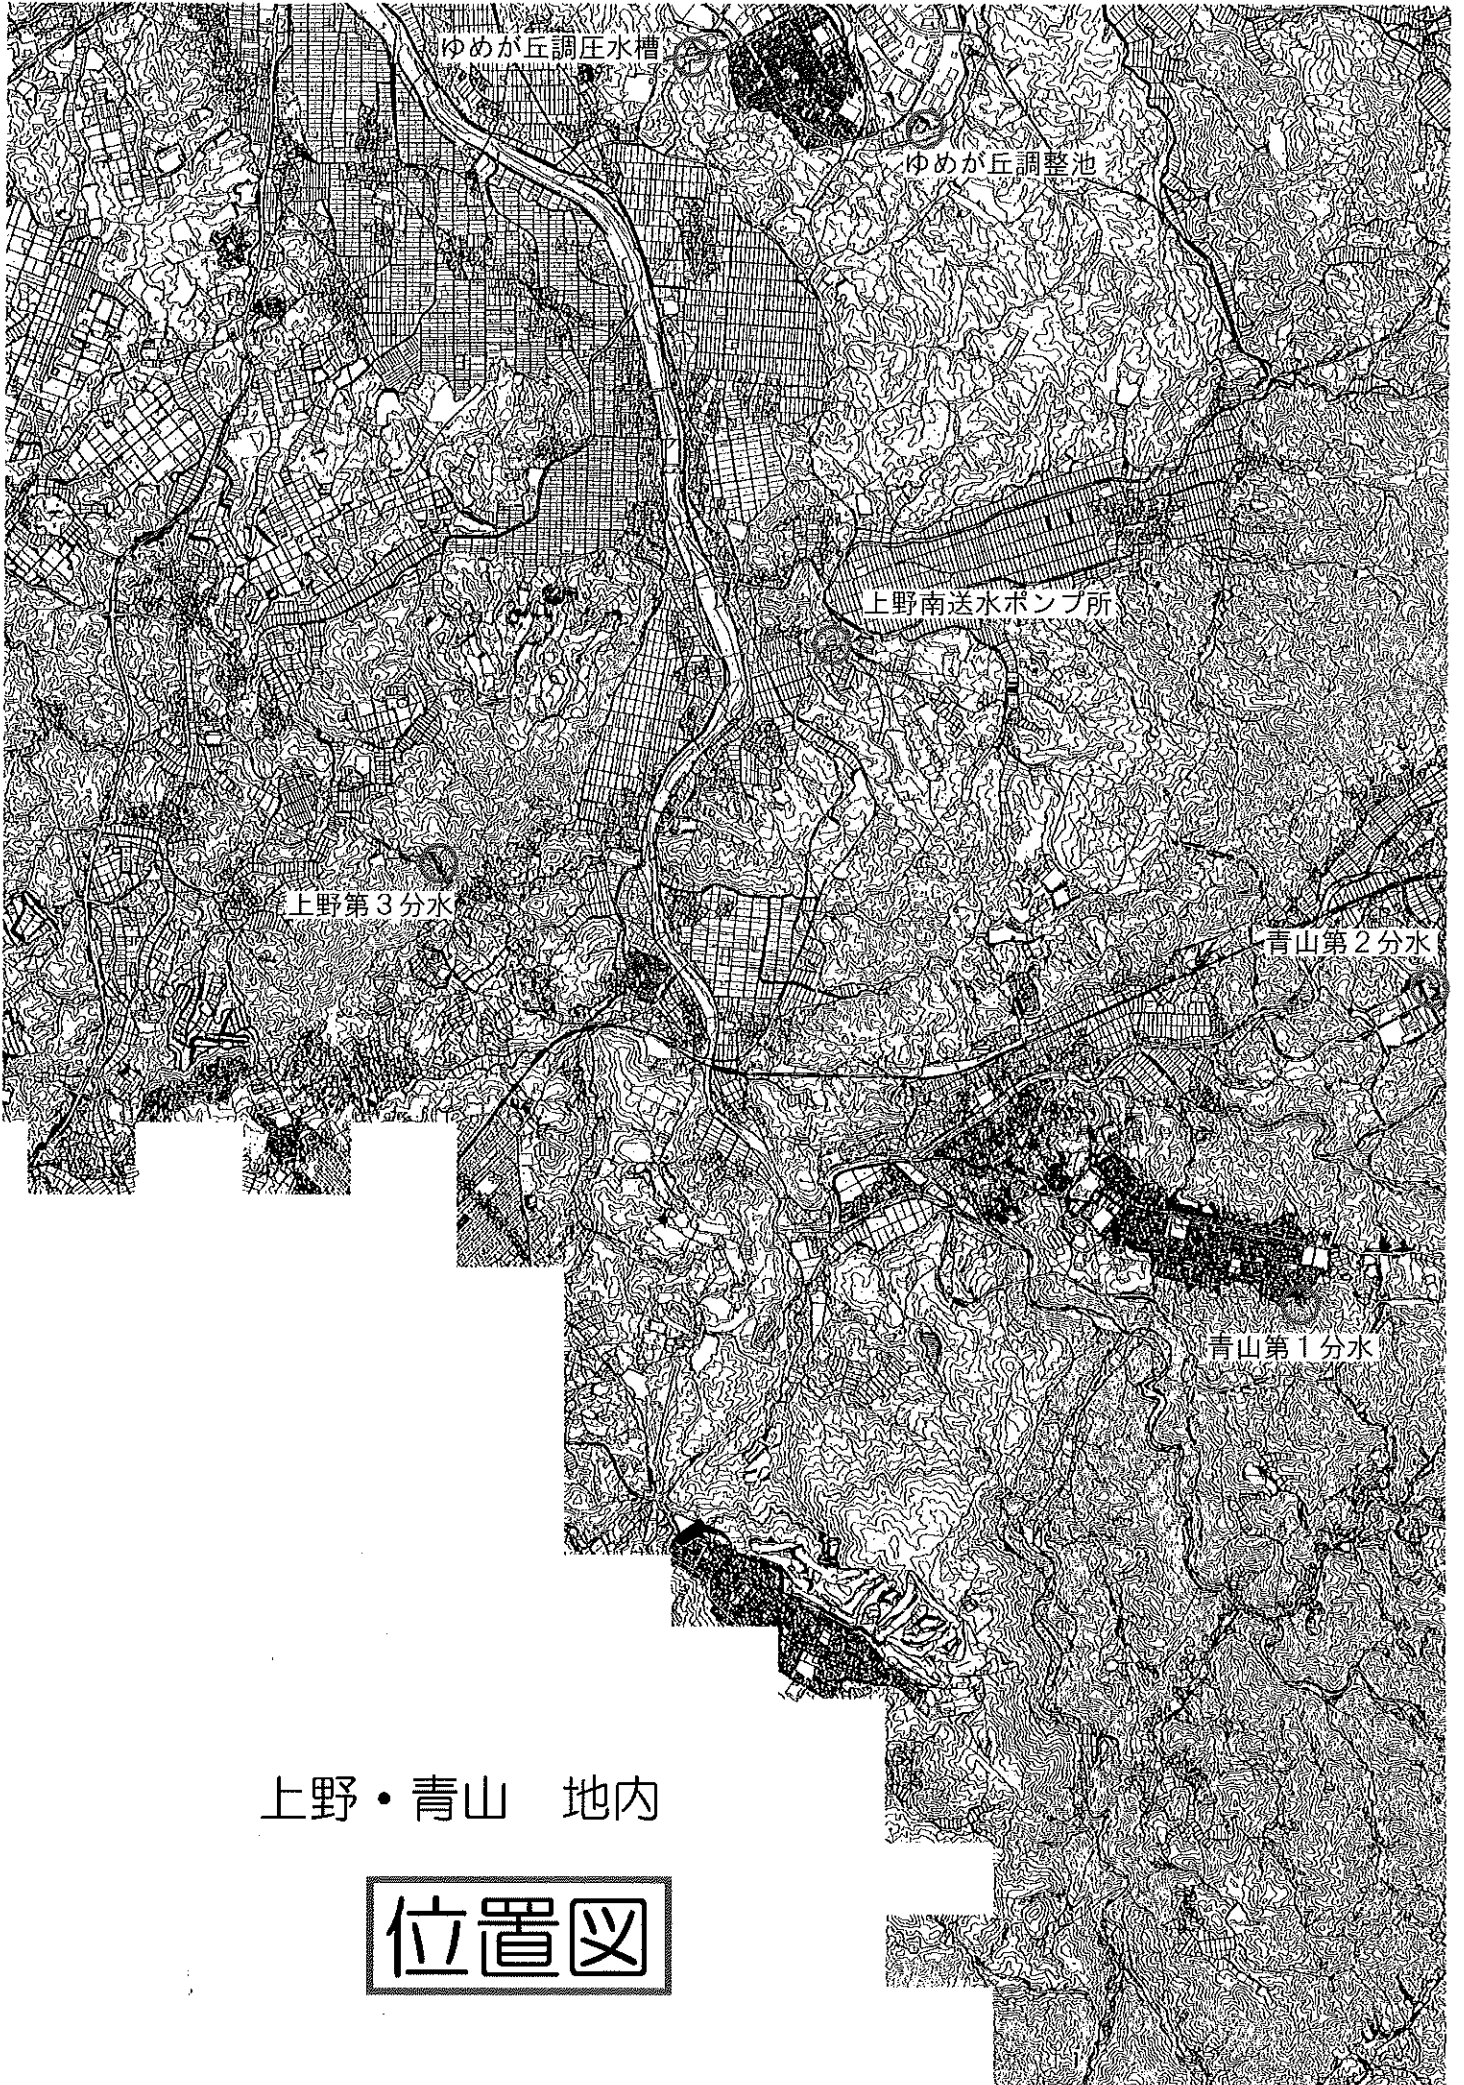 ゆめが丘調圧水槽
ゆめが丘調整池
上野南送水ポンプ所
上野第3分水
青山第2分水
青山第1分水
上野・青山　地内
位置図